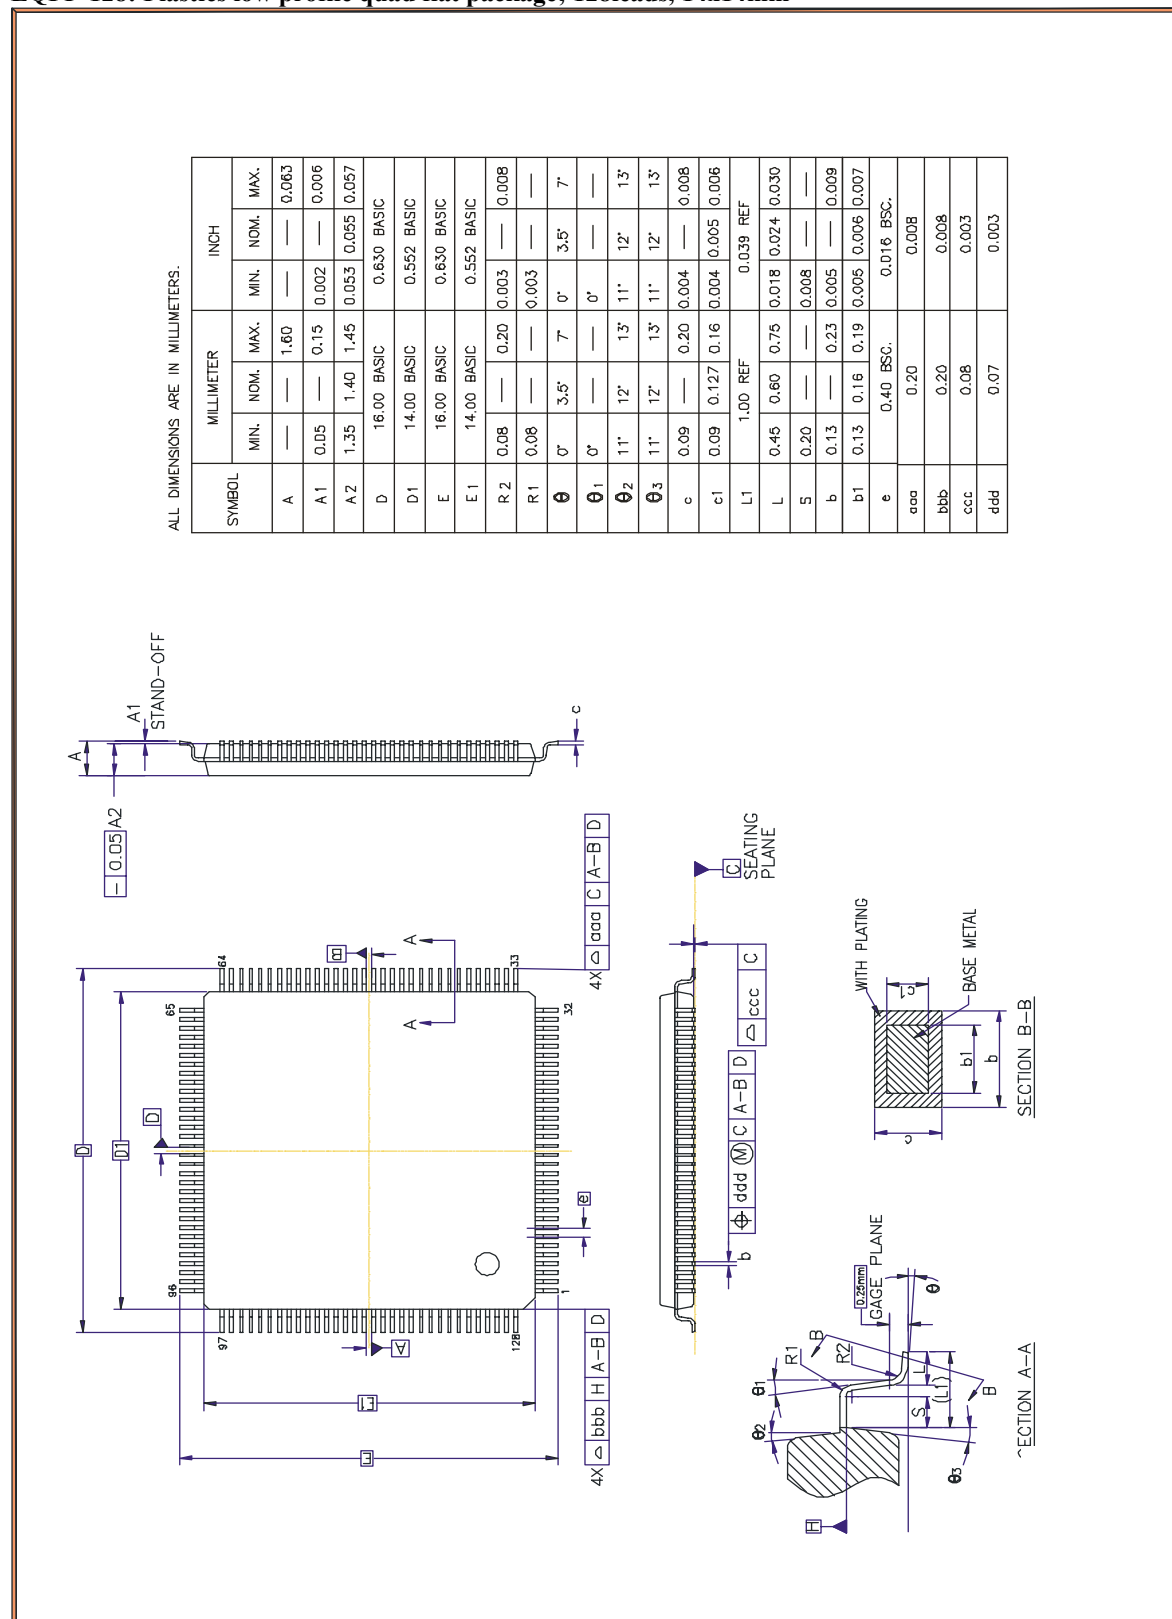 ALL DIMENSIONS ARE IN MILLIMETERS.
SYMBOL MILLIMETER INCH
MIN. NOM. MAX. MIN. NOM. MAX.
A — — 1.60 — — 0.063
A1 0.05 — 0.15 0.002 — 0.006
A2 1.35 1.40 1.45 0.053 0.055 0.057
D 16.00 BASIC 0.630 BASIC
D1 14.00 BASIC 0.552 BASIC
E 16.00 BASIC 0.630 BASIC
E1 14.00 BASIC 0.552 BASIC
R2 0.08 — 0.20 0.003 — 0.008
R1 0.08 — — 0.003 — —
θ 0° 3.5° 7° 0° 3.5° 7°
θ1 0° — — 0° — —
θ2 11° 12° 13° 11° 12° 13°
θ3 11° 12° 13° 11° 12° 13°
c 0.09 — 0.20 0.004 — 0.008
c1 0.09 0.127 0.16 0.004 0.005 0.006
L1 1.00 REF 0.039 REF
L 0.45 0.60 0.75 0.018 0.024 0.030
S 0.20 — — 0.008 — —
b 0.13 — 0.23 0.005 — 0.009
b1 0.13 0.16 0.19 0.005 0.006 0.007
e 0.40 BSC. 0.016 BSC.
aaa 0.20 0.008
bbb 0.20 0.008
ccc 0.08 0.003
ddd 0.07 0.003
A1
STAND-OFF
A
— 0.05 A2
c
D
D1
D
E1
E
A
B
A
A
e
64
65
33
32
96
97
1
128
4X ⌓ aaa C A-B D
4X ⌓ bbb H A-B D
C
SEATING
PLANE
⌓ ccc C
⌖ ddd Ⓜ C A-B D
b
WITH PLATING
BASE METAL
c1
c
b1
b
SECTION B-B
0.25mm
GAGE PLANE
θ
θ1
θ2
θ3
R1
R2
B
B
S
L
(L1)
H
ECTION A-A